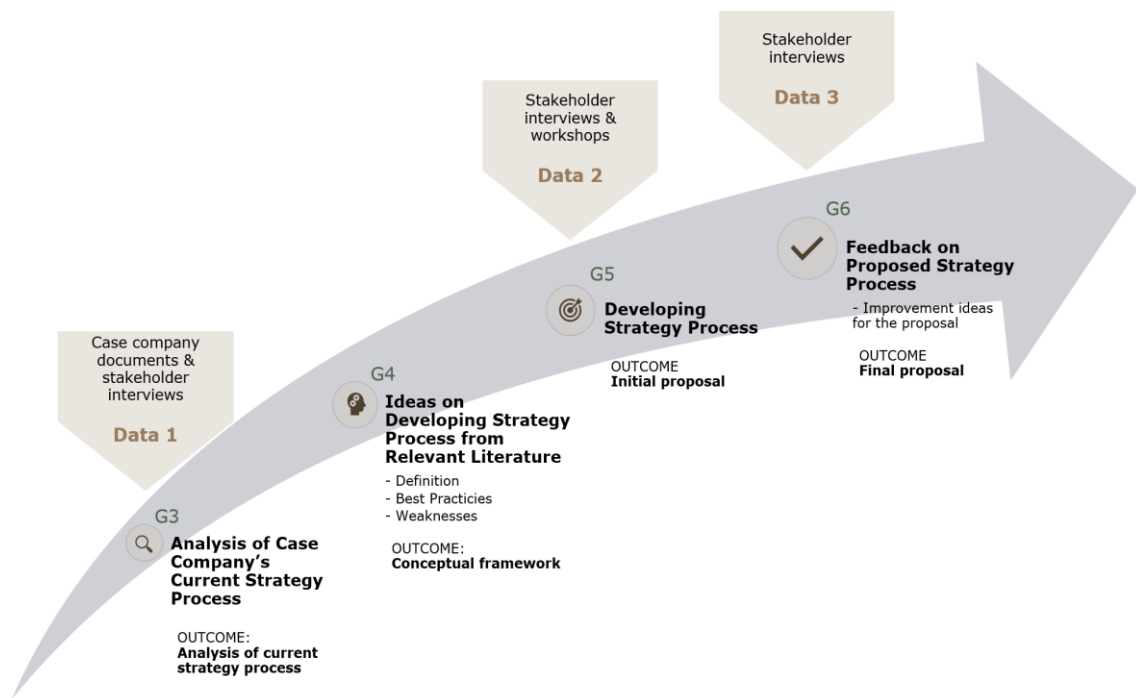 Case company
documents &
stakeholder
interviews
Data 1
G3
Analysis of Case
Company's
Current Strategy
Process
OUTCOME:
Analysis of current
strategy process
G4
Ideas on
Developing Strategy
Process from
Relevant Literature
- Definition
- Best Practicies
- Weaknesses
OUTCOME:
Conceptual framework
Stakeholder
interviews &
workshops
Data 2
G5
Developing
Strategy Process
OUTCOME
Initial proposal
Stakeholder
interviews
Data 3
G6
Feedback on
Proposed Strategy
Process
- Improvement ideas
for the proposal
OUTCOME
Final proposal